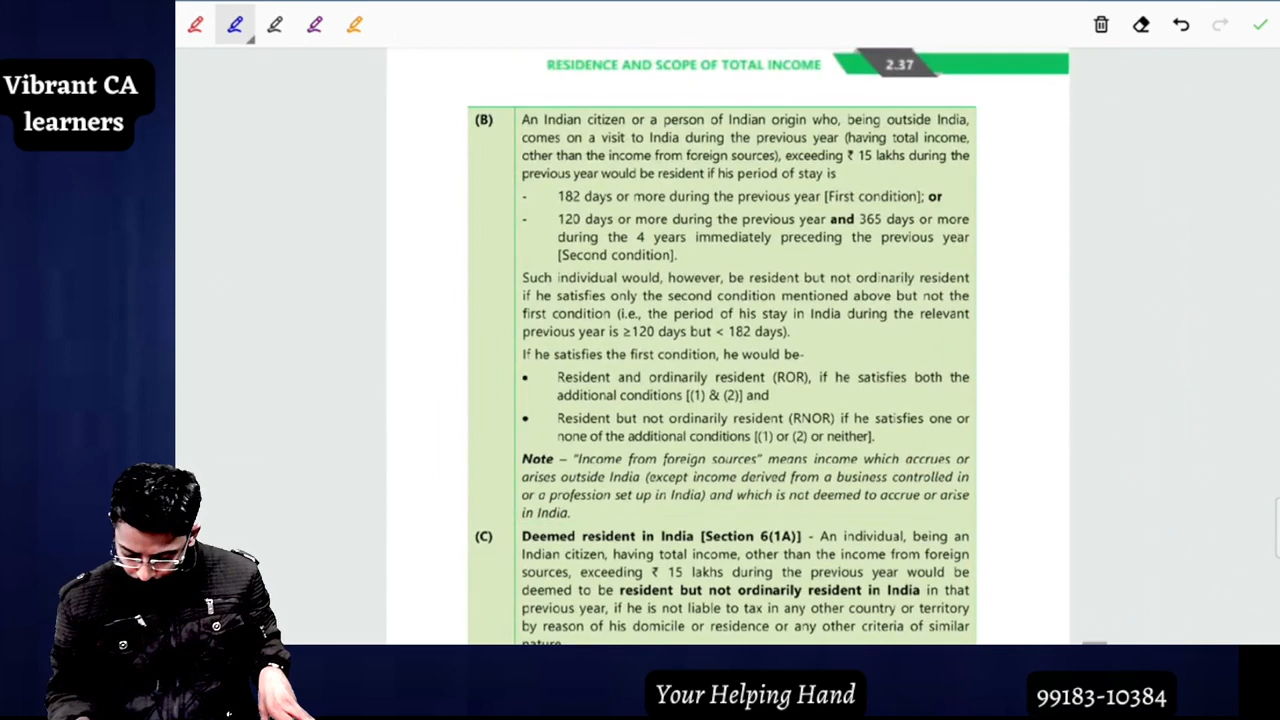 Vibrant CA
learners
RESIDENCE AND SCOPE OF TOTAL INCOME
2.37
(B)
An Indian citizen or a person of Indian origin who, being outside India,
comes on a visit to India during the previous year (having total income,
other than the income from foreign sources), exceeding ₹ 15 lakhs during the
previous year would be resident if his period of stay is
- 182 days or more during the previous year [First condition]; or
- 120 days or more during the previous year and 365 days or more
during the 4 years immediately preceding the previous year
[Second condition].
Such individual would, however, be resident but not ordinarily resident
if he satisfies only the second condition mentioned above but not the
first condition (i.e., the period of his stay in India during the relevant
previous year is ≥120 days but < 182 days).
If he satisfies the first condition, he would be-
• Resident and ordinarily resident (ROR), if he satisfies both the
additional conditions [(1) & (2)] and
• Resident but not ordinarily resident (RNOR) if he satisfies one or
none of the additional conditions [(1) or (2) or neither].
Note – "Income from foreign sources" means income which accrues or
arises outside India (except income derived from a business controlled in
or a profession set up in India) and which is not deemed to accrue or arise
in India.
(C)
Deemed resident in India [Section 6(1A)] - An individual, being an
Indian citizen, having total income, other than the income from foreign
sources, exceeding ₹ 15 lakhs during the previous year would be
deemed to be resident but not ordinarily resident in India in that
previous year, if he is not liable to tax in any other country or territory
by reason of his domicile or residence or any other criteria of similar
nature.
Your Helping Hand
99183-10384